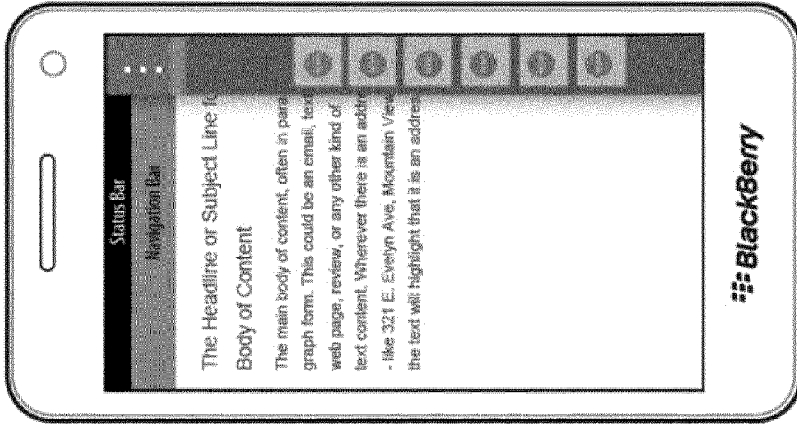 Status Bar
Navigation Bar
The Headline or Subject Line fo
Body of Content
The main body of content, often in para
graph form. This could be an email, text
web page, review, or any other kind of
text content. Wherever there is an addre
- like 321 E. Evelyn Ave, Mountain View
the text will highlight that it is an addres
BlackBerry